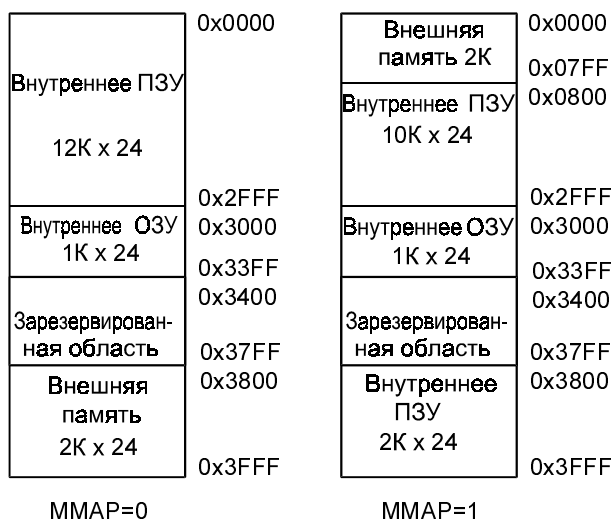 0x0000
Внутреннее ПЗУ
12К x 24
0x2FFF
Внутреннее ОЗУ
1К x 24
0x3000
0x33FF
0x3400
Зарезервирован-
ная область
0x37FF
Внешняя
память
2К x 24
0x3800
0x3FFF
MMAP=0
Внешняя
память 2К
0x0000
0x07FF
Внутреннее ПЗУ
10К x 24
0x0800
0x2FFF
Внутреннее ОЗУ
1К x 24
0x3000
0x33FF
0x3400
Зарезервирован-
ная область
0x37FF
Внутреннее
ПЗУ
2К x 24
0x3800
0x3FFF
MMAP=1